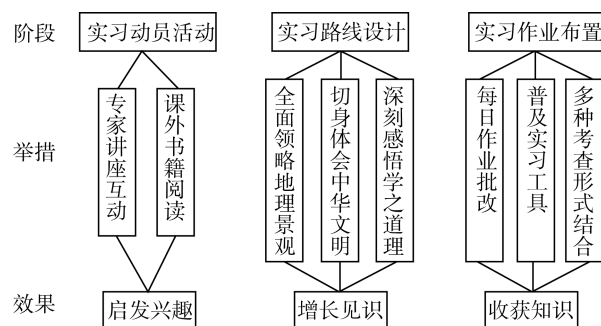 阶段
实习动员活动
实习路线设计
实习作业布置
举措
专家讲座互动
课外书籍阅读
全面领略地理景观
切身体会中华文明
深刻感悟学之道理
每日作业批改
普及实习工具
多种考查形式结合
效果
启发兴趣
增长见识
收获知识